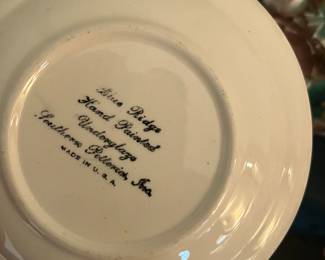 Blue Ridge
Hand Painted
Underglaze
Southern Potteries, Inc.
MADE IN U.S.A.